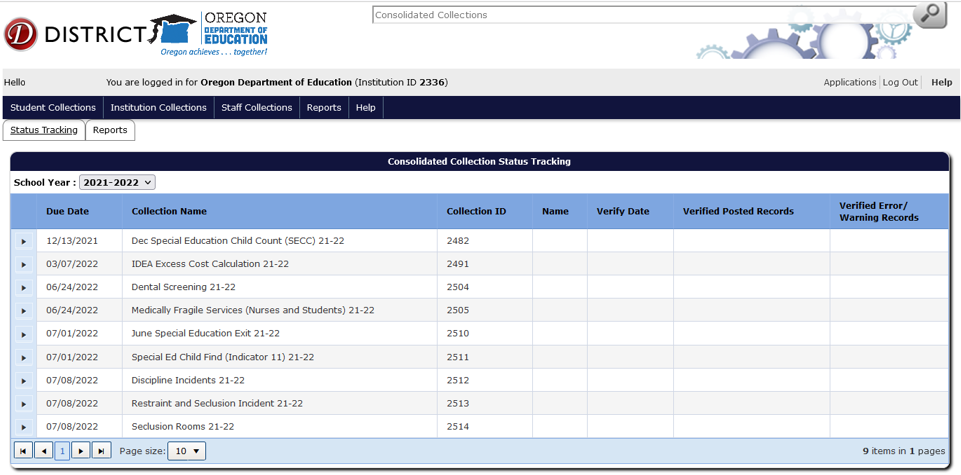 Consolidated Collections
D DISTRICT
OREGON
DEPARTMENT
OF
EDUCATION
Oregon achieves . . . together!
Hello
You are logged in for Oregon Department of Education (Institution ID 2336)
Applications Log Out Help
Student Collections Institution Collections Staff Collections Reports Help
Status Tracking Reports
Consolidated Collection Status Tracking
School Year : 2021-2022
Due Date Collection Name Collection ID Name Verify Date Verified Posted Records Verified Error/
Warning Records
12/13/2021 Dec Special Education Child Count (SECC) 21-22 2482
03/07/2022 IDEA Excess Cost Calculation 21-22 2491
06/24/2022 Dental Screening 21-22 2504
06/24/2022 Medically Fragile Services (Nurses and Students) 21-22 2505
07/01/2022 June Special Education Exit 21-22 2510
07/01/2022 Special Ed Child Find (Indicator 11) 21-22 2511
07/08/2022 Discipline Incidents 21-22 2512
07/08/2022 Restraint and Seclusion Incident 21-22 2513
07/08/2022 Seclusion Rooms 21-22 2514
1 Page size: 10 9 items in 1 pages